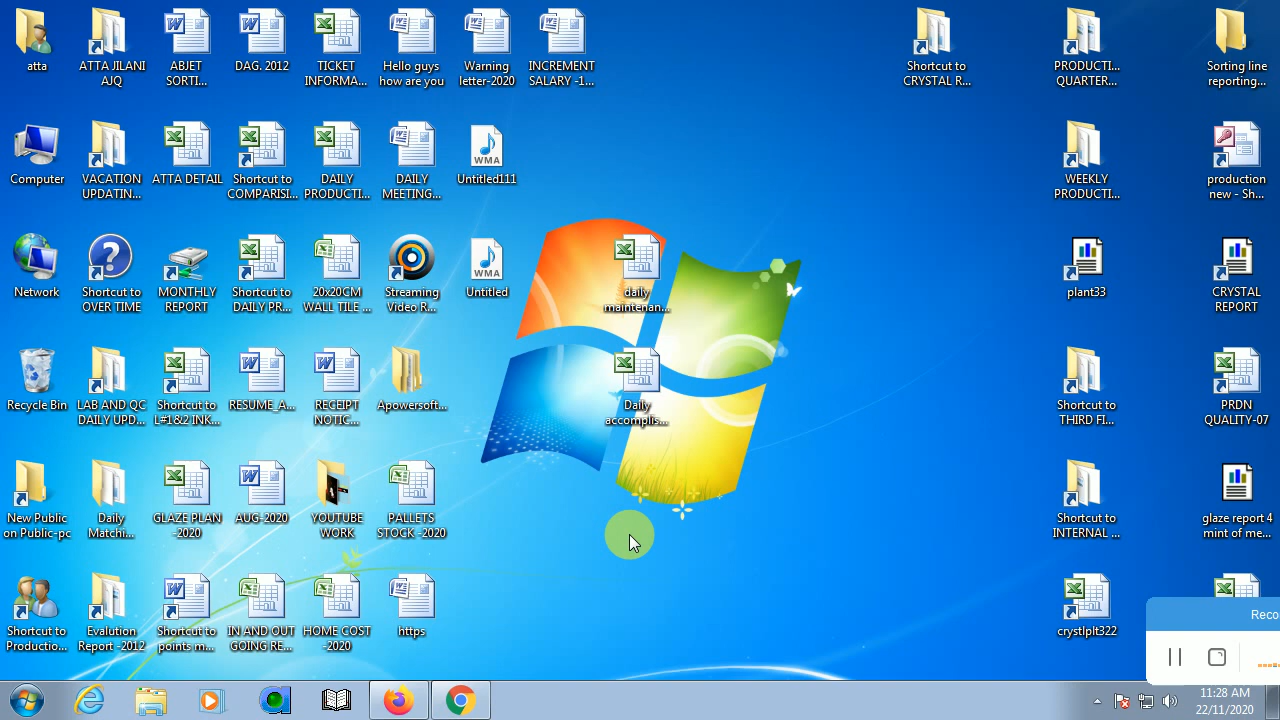 atta
ATTA JILANI
AJQ
ABJET
SORTI...
DAG. 2012
TICKET
INFORMA...
Hello guys
how are you
Warning
letter-2020
INCREMENT
SALARY -1...
Shortcut to
CRYSTAL R...
PRODUCTI...
QUARTER...
Sorting line
reporting...
Computer
VACATION
UPDATIN...
ATTA DETAIL
Shortcut to
COMPARISI...
DAILY
PRODUCTI...
DAILY
MEETING...
WMA
Untitled111
WEEKLY
PRODUCTI...
production
new - Sh...
Network
Shortcut to
OVER TIME
MONTHLY
REPORT
Shortcut to
DAILY PR...
20x20CM
WALL TILE ...
Streaming
Video R...
WMA
Untitled
daily
maintenan...
plant33
CRYSTAL
REPORT
Recycle Bin
LAB AND QC
DAILY UPD...
Shortcut to
L#1&2 INK...
RESUME_A...
RECEIPT
NOTIC...
Apowersoft...
Daily
accomplis...
Shortcut to
THIRD FI...
PRDN
QUALITY-07
New Public
on Public-pc
Daily
Matchi...
GLAZE PLAN
-2020
AUG-2020
YOUTUBE
WORK
PALLETS
STOCK -2020
Shortcut to
INTERNAL ...
glaze report 4
mint of me...
Shortcut to
Productio...
Evalution
Report -2012
Shortcut to
points m...
IN AND OUT
GOING RE...
HOME COST
-2020
https
crystlplt322
Reco
11:28 AM
22/11/2020